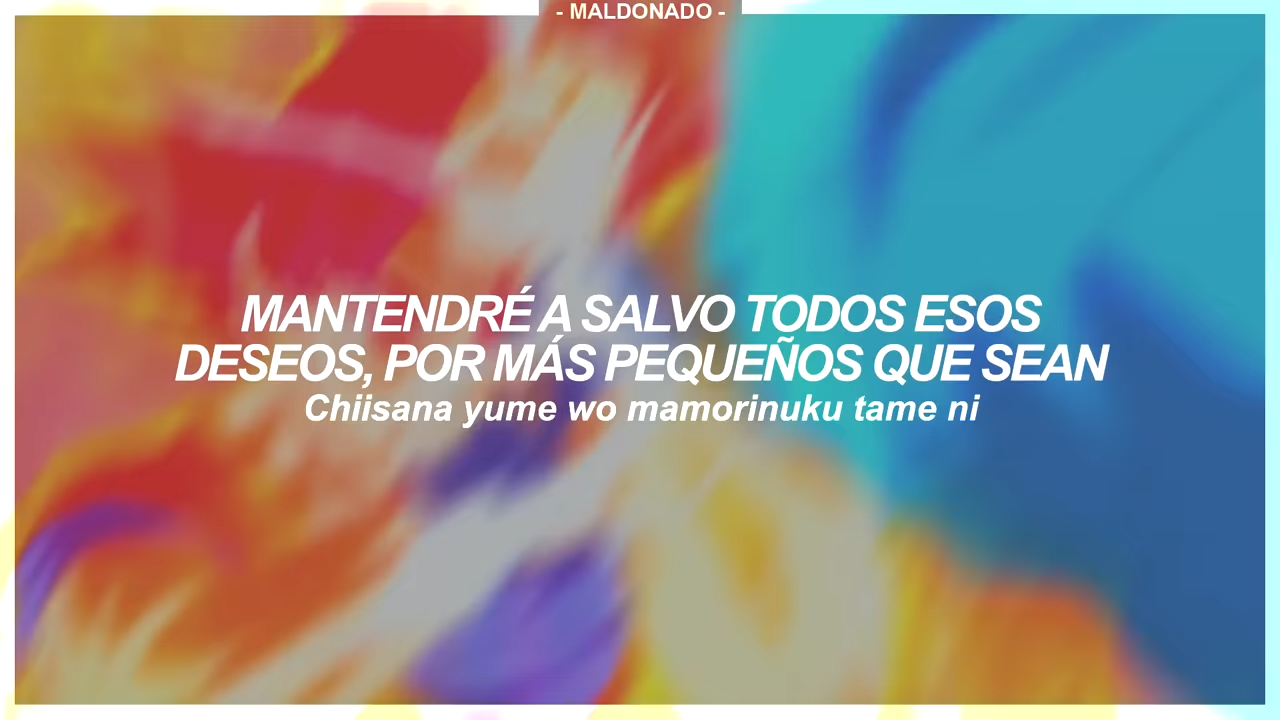 - MALDONADO -
MANTENDRÉ A SALVO TODOS ESOS
DESEOS, POR MÁS PEQUEÑOS QUE SEAN
Chiisana yume wo mamorinuku tame ni